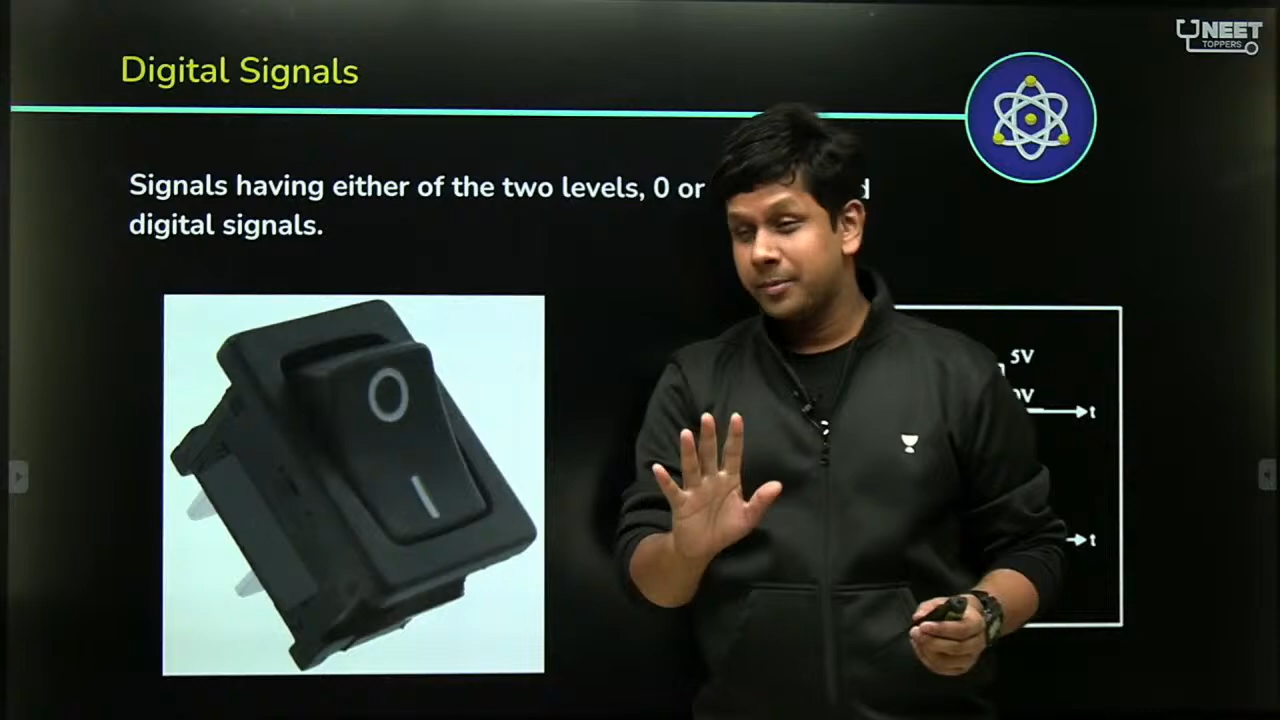 NEET
TOPPERS
Digital Signals
Signals having either of the two levels, 0 or
digital signals.
O
I
5V
t
t